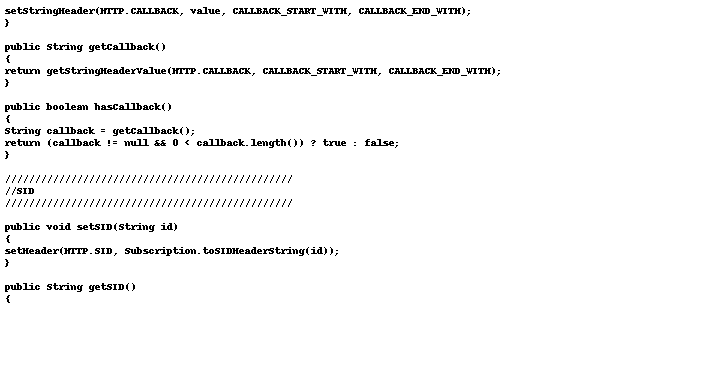 setStringHeader(HTTP.CALLBACK, value, CALLBACK_START_WITH, CALLBACK_END_WITH);
}
public String getCallback()
{
return getStringHeaderValue(HTTP.CALLBACK, CALLBACK_START_WITH, CALLBACK_END_WITH);
}
public boolean hasCallback()
{
String callback = getCallback();
return (callback != null && 0 < callback.length()) ? true : false;
}
////////////////////////////////////////////////
//SID
////////////////////////////////////////////////
public void setSID(String id)
{
setHeader(HTTP.SID, Subscription.toSIDHeaderString(id));
}
public String getSID()
{